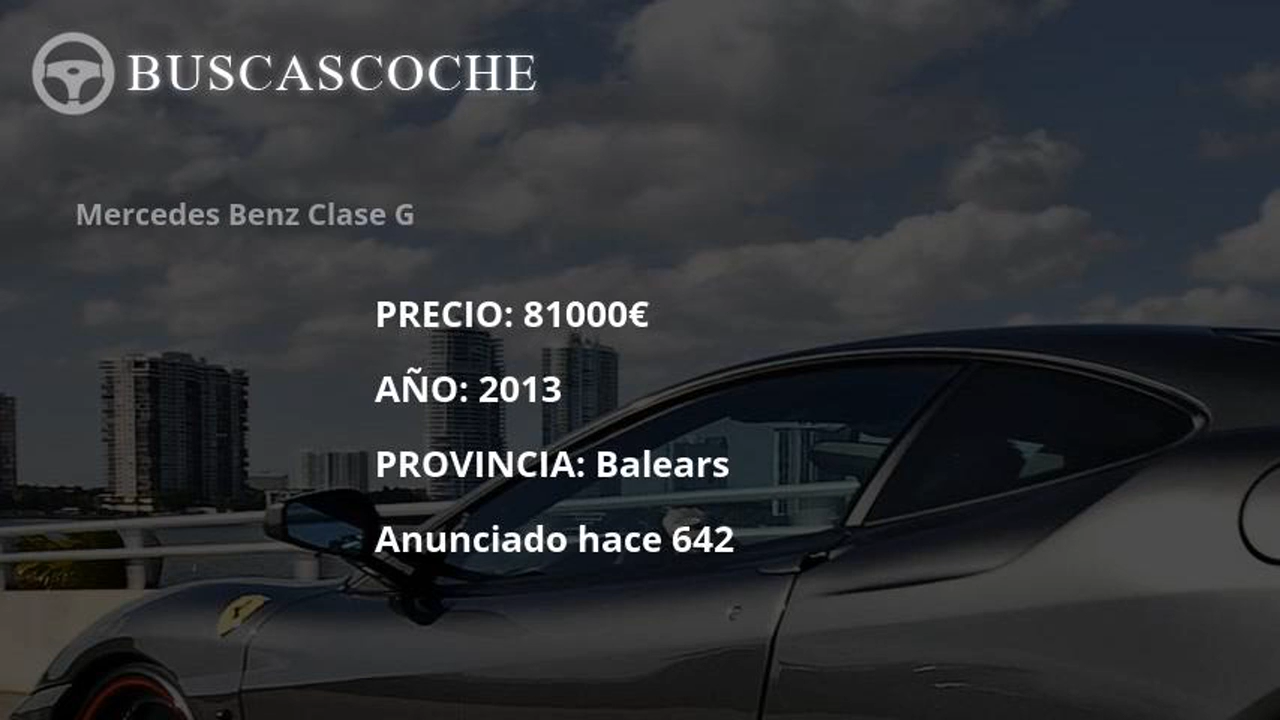 BUSCASCOCHE
Mercedes Benz Clase G
PRECIO: 81000€
AÑO: 2013
PROVINCIA: Balears
Anunciado hace 642